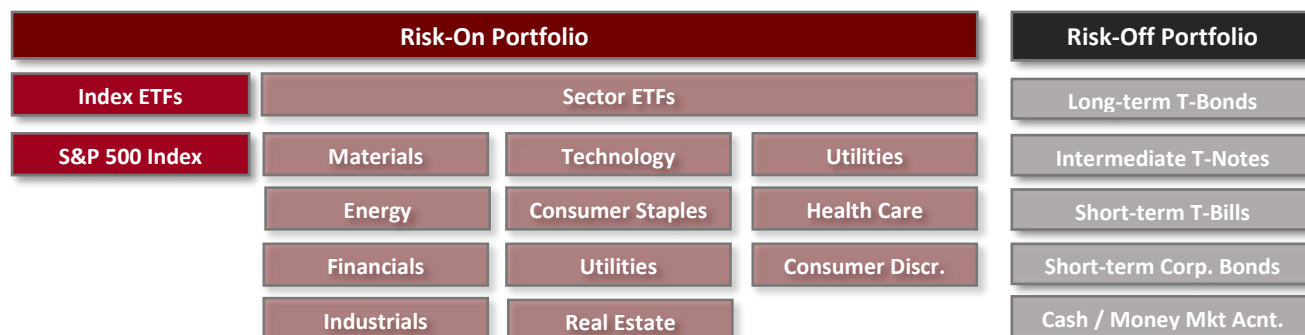 Risk-On Portfolio
Risk-Off Portfolio
Index ETFs
Sector ETFs
Long-term T-Bonds
S&P 500 Index
Materials
Technology
Utilities
Intermediate T-Notes
Energy
Consumer Staples
Health Care
Short-term T-Bills
Financials
Utilities
Consumer Discr.
Short-term Corp. Bonds
Industrials
Real Estate
Cash / Money Mkt Acnt.